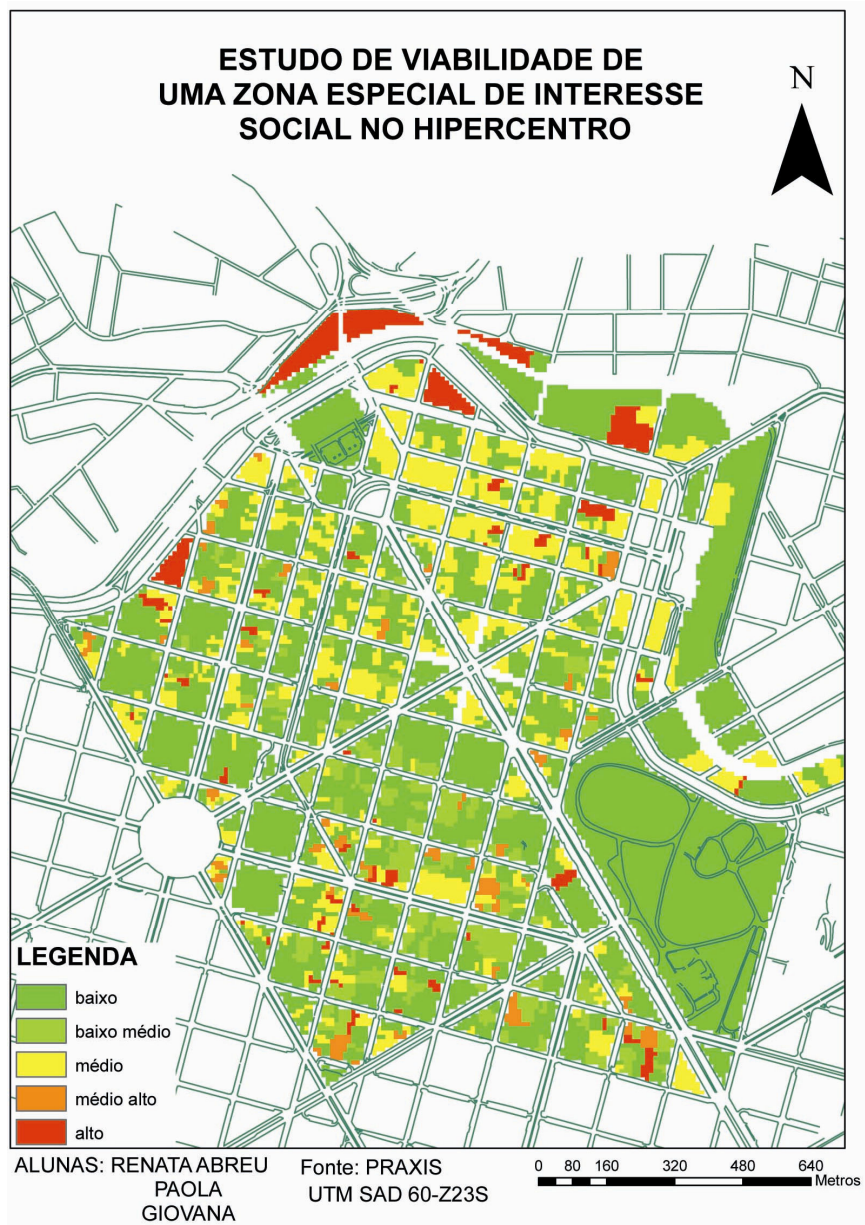 ESTUDO DE VIABILIDADE DE
UMA ZONA ESPECIAL DE INTERESSE
SOCIAL NO HIPERCENTRO
N
LEGENDA
baixo
baixo médio
médio
médio alto
alto
ALUNAS: RENATA ABREU
PAOLA
GIOVANA
Fonte: PRAXIS
UTM SAD 60-Z23S
0 80 160 320 480 640
Metros